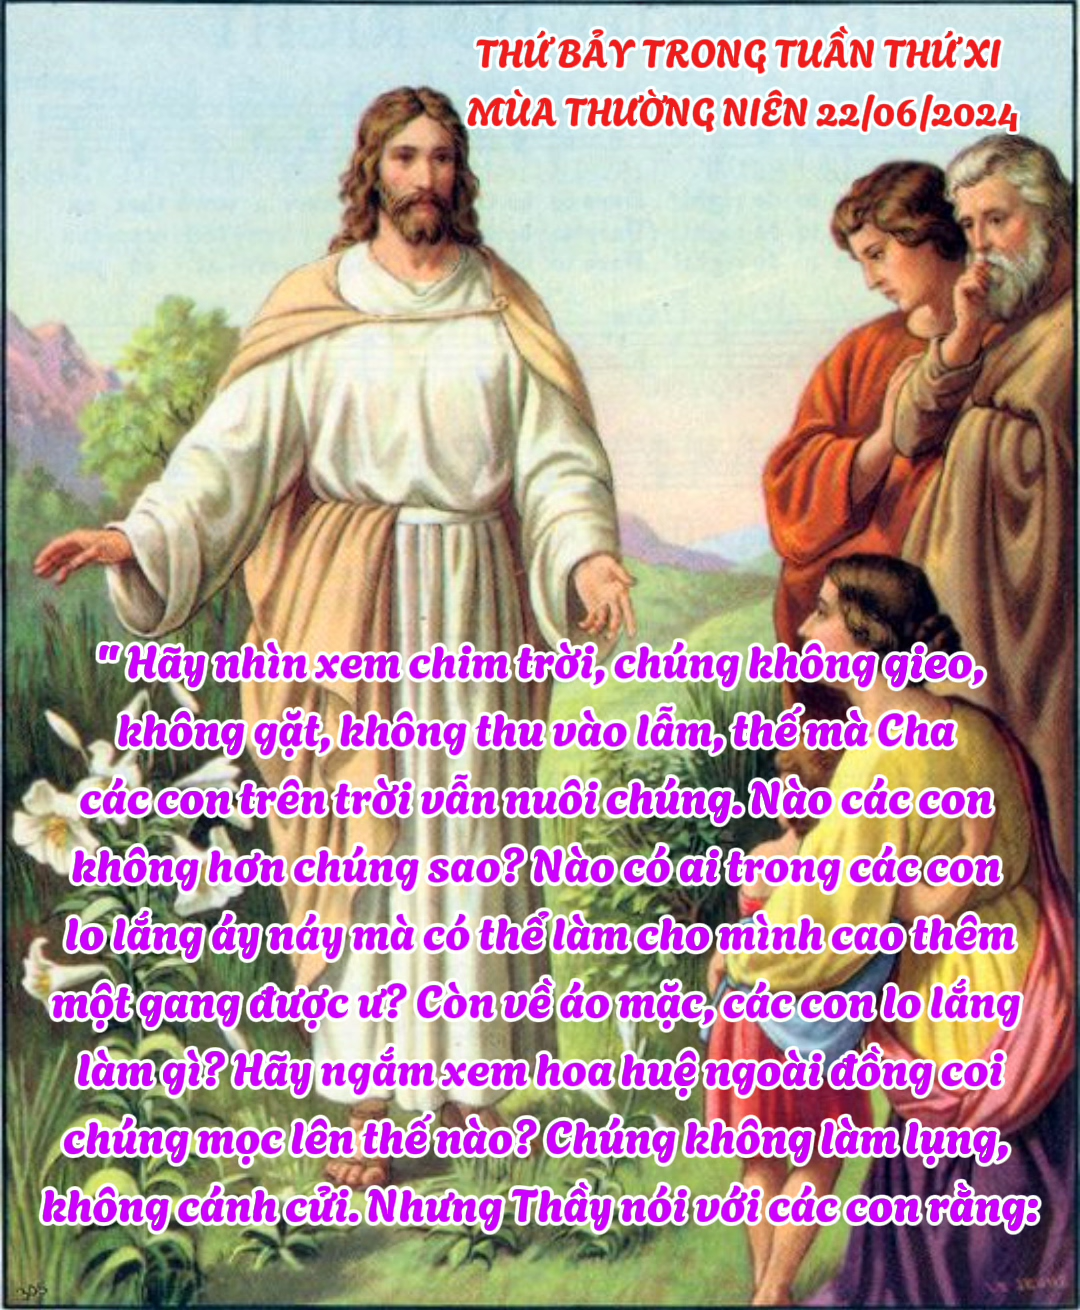 THỨ BẢY TRONG TUẦN THỨ XI
MÙA THƯỜNG NIÊN 22/06/2024
" Hãy nhìn xem chim trời, chúng không gieo,
không gặt, không thu vào lẫm, thế mà Cha
các con trên trời vẫn nuôi chúng. Nào các con
không hơn chúng sao? Nào có ai trong các con
lo lắng áy náy mà có thể làm cho mình cao thêm
một gang được ư? Còn về áo mặc, các con lo lắng
làm gì? Hãy ngắm xem hoa huệ ngoài đồng coi
chúng mọc lên thế nào? Chúng không làm lụng,
không cánh cửi. Nhưng Thầy nói với các con rằng:
305